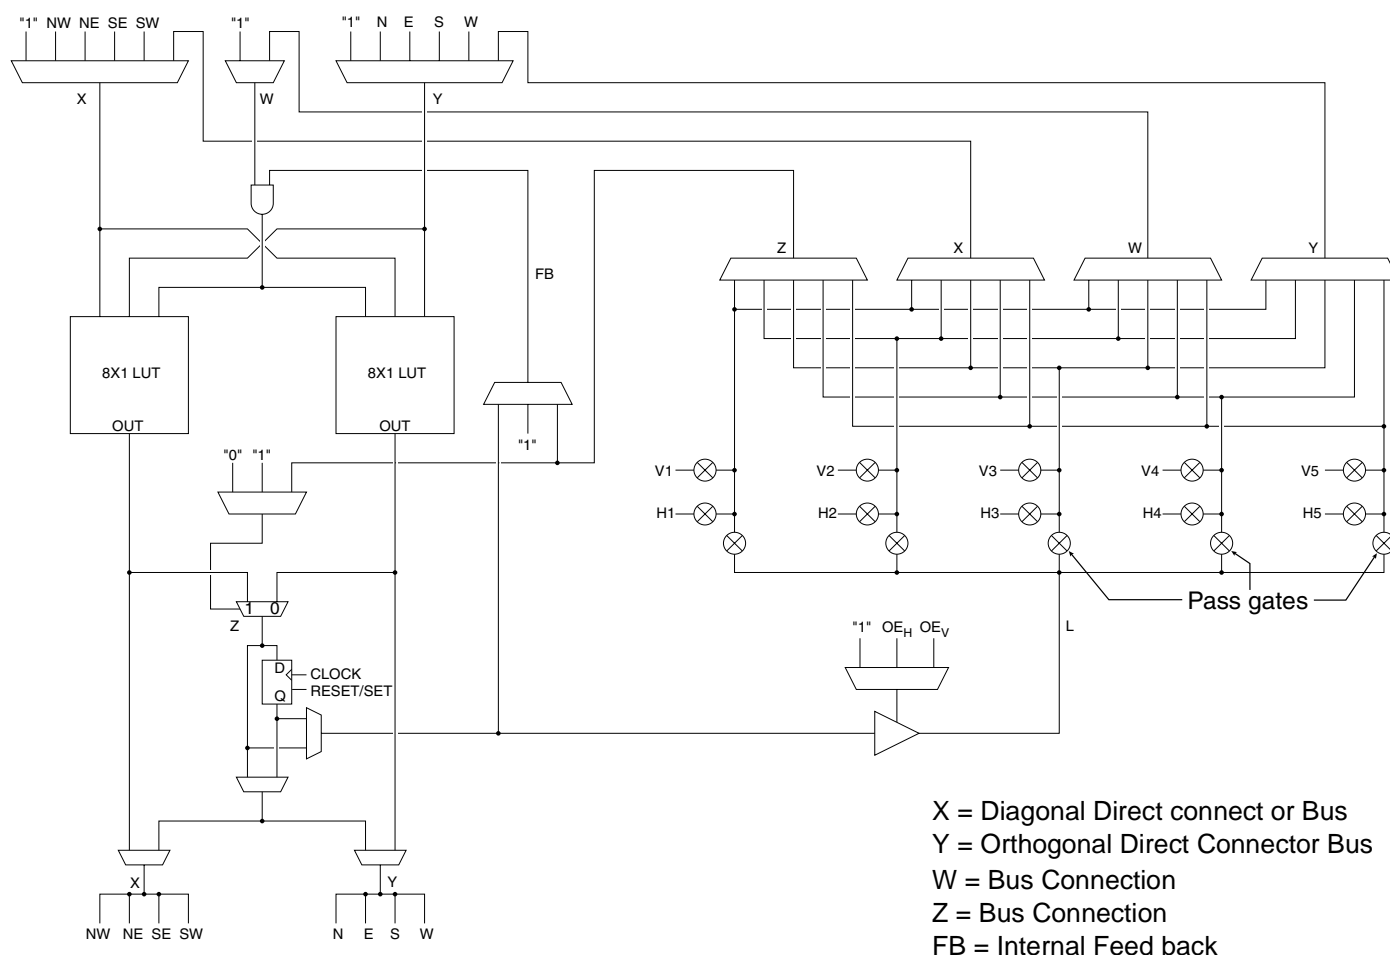 "1" NW NE SE SW "1" "1" N E S W
X W Y
Z X W Y
FB
8X1 LUT 8X1 LUT
OUT OUT
"1"
"0" "1"
V1 V2 V3 V4 V5
H1 H2 H3 H4 H5
Pass gates
1 0
Z
"1" OEH OEV
L
D
CLOCK
RESET/SET
Q
X = Diagonal Direct connect or Bus
Y = Orthogonal Direct Connector Bus
W = Bus Connection
Z = Bus Connection
FB = Internal Feed back
X Y
NW NE SE SW N E S W